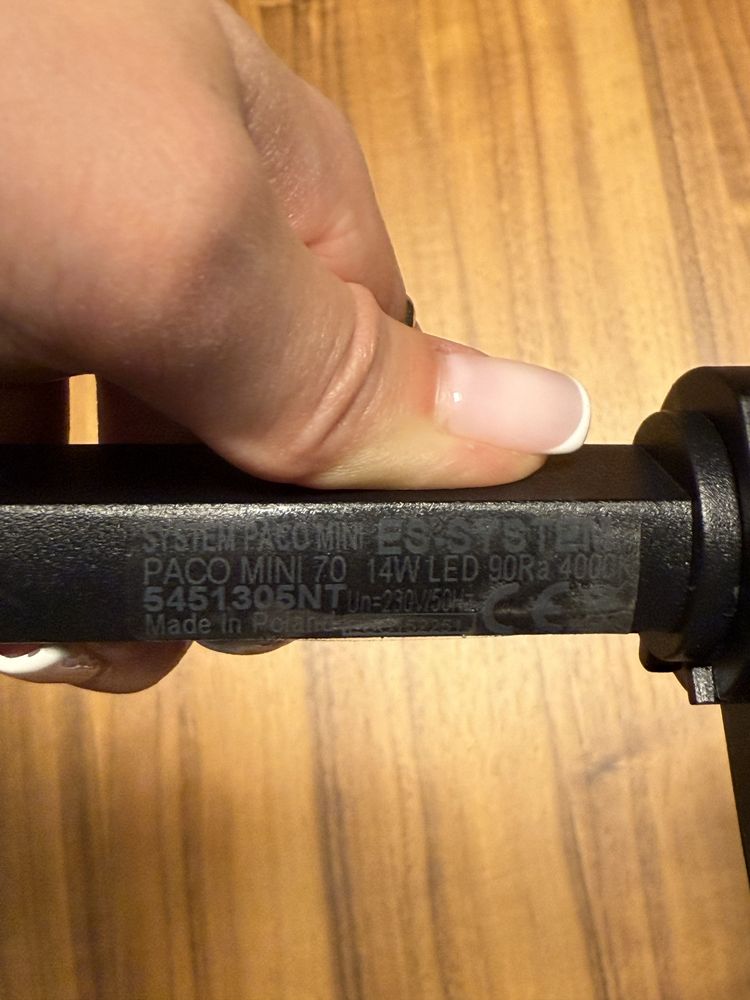 SYSTEM PACO MINI ES-SYSTEM
PACO MINI 70 14W LED 90Ra 4000K
5451305NT Un=230V/50Hz CE
Made in Poland